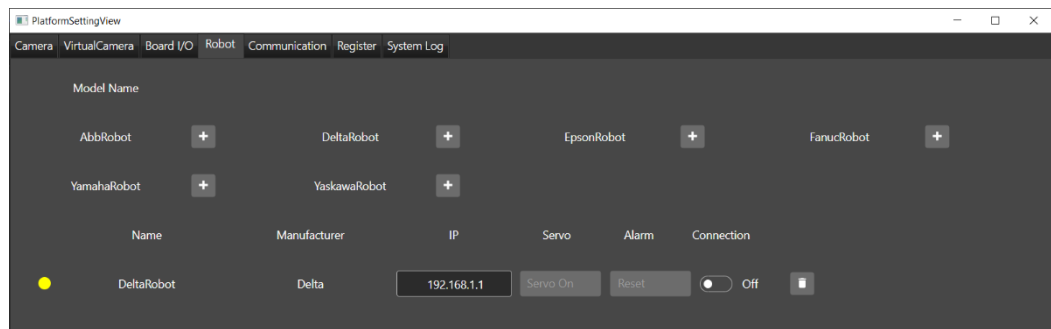 PlatformSettingView
Camera VirtualCamera Board I/O Robot Communication Register System Log
Model Name
AbbRobot DeltaRobot EpsonRobot FanucRobot
YamahaRobot YaskawaRobot
Name Manufacturer IP Servo Alarm Connection
DeltaRobot Delta 192.168.1.1 Servo On Reset Off